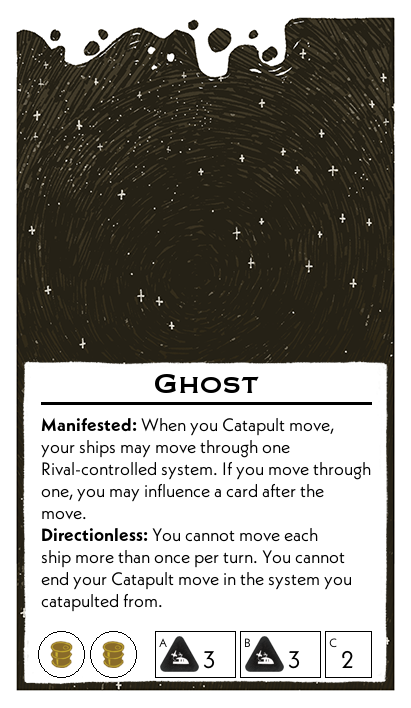 GHOST
Manifested: When you Catapult move,
your ships may move through one
Rival-controlled system. If you move through
one, you may influence a card after the
move.
Directionless: You cannot move each
ship more than once per turn. You cannot
end your Catapult move in the system you
catapulted from.
A 3 B 3 C 2